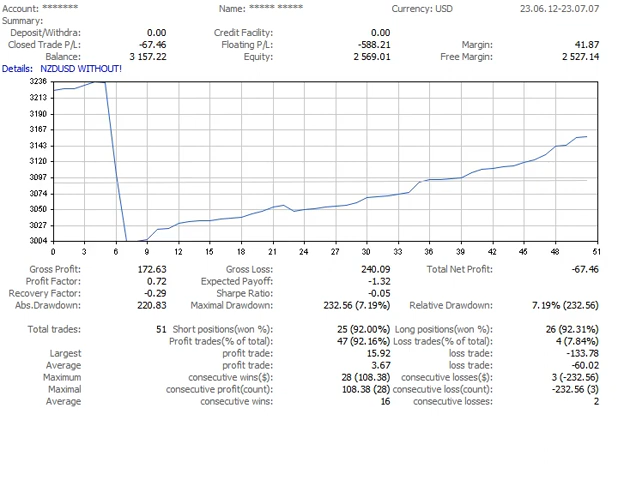 Account: ******* Name: ***** ***** Currency: USD 23.06.12-23.07.07
Summary:
Deposit/Withdra: 0.00 Credit Facility: 0.00
Closed Trade P/L: -67.46 Floating P/L: -588.21 Margin: 41.87
Balance: 3 157.22 Equity: 2 569.01 Free Margin: 2 527.14
Details: NZDUSD WITHOUT!
3236
3213
3190
3167
3143
3120
3097
3074
3050
3027
3004
0 3 6 9 12 15 18 21 24 27 30 33 36 39 42 45 48 51
Gross Profit: 172.63 Gross Loss: 240.09 Total Net Profit: -67.46
Profit Factor: 0.72 Expected Payoff: -1.32
Recovery Factor: -0.29 Sharpe Ratio: -0.05
Abs.Drawdown: 220.83 Maximal Drawdown: 232.56 (7.19%) Relative Drawdown: 7.19% (232.56)
Total trades: 51 Short positions(won %): 25 (92.00%) Long positions(won %): 26 (92.31%)
Profit trades(% of total): 47 (92.16%) Loss trades(% of total): 4 (7.84%)
Largest profit trade: 15.92 loss trade: -133.78
Average profit trade: 3.67 loss trade: -60.02
Maximum consecutive wins($): 28 (108.38) consecutive losses($): 3 (-232.56)
Maximal consecutive profit(count): 108.38 (28) consecutive loss(count): -232.56 (3)
Average consecutive wins: 16 consecutive losses: 2